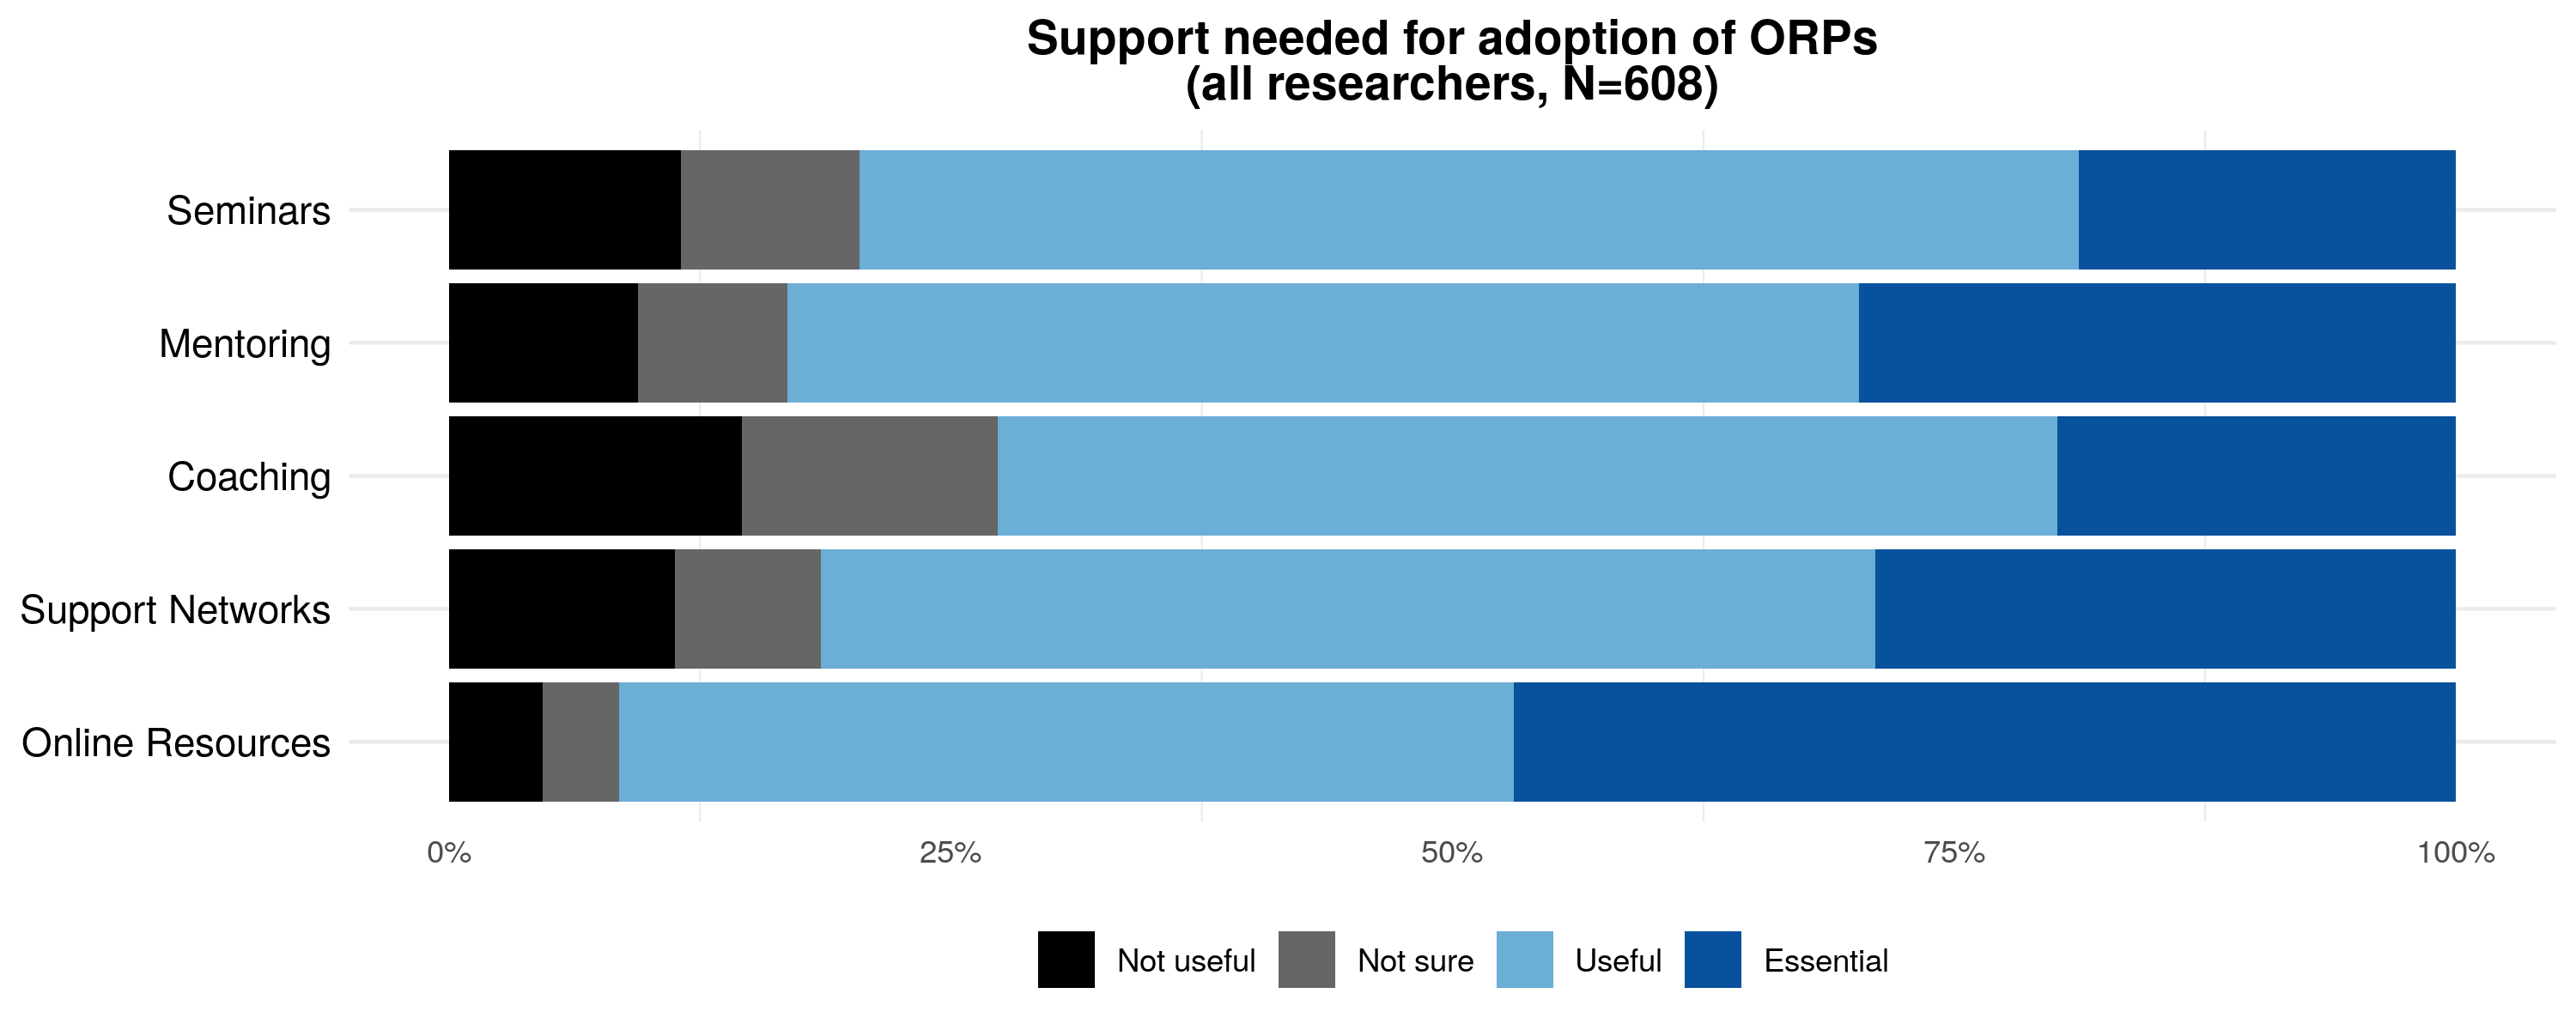 Support needed for adoption of ORPs
(all researchers, N=608)
Seminars
Mentoring
Coaching
Support Networks
Online Resources
0% 25% 50% 75% 100%
Not useful Not sure Useful Essential